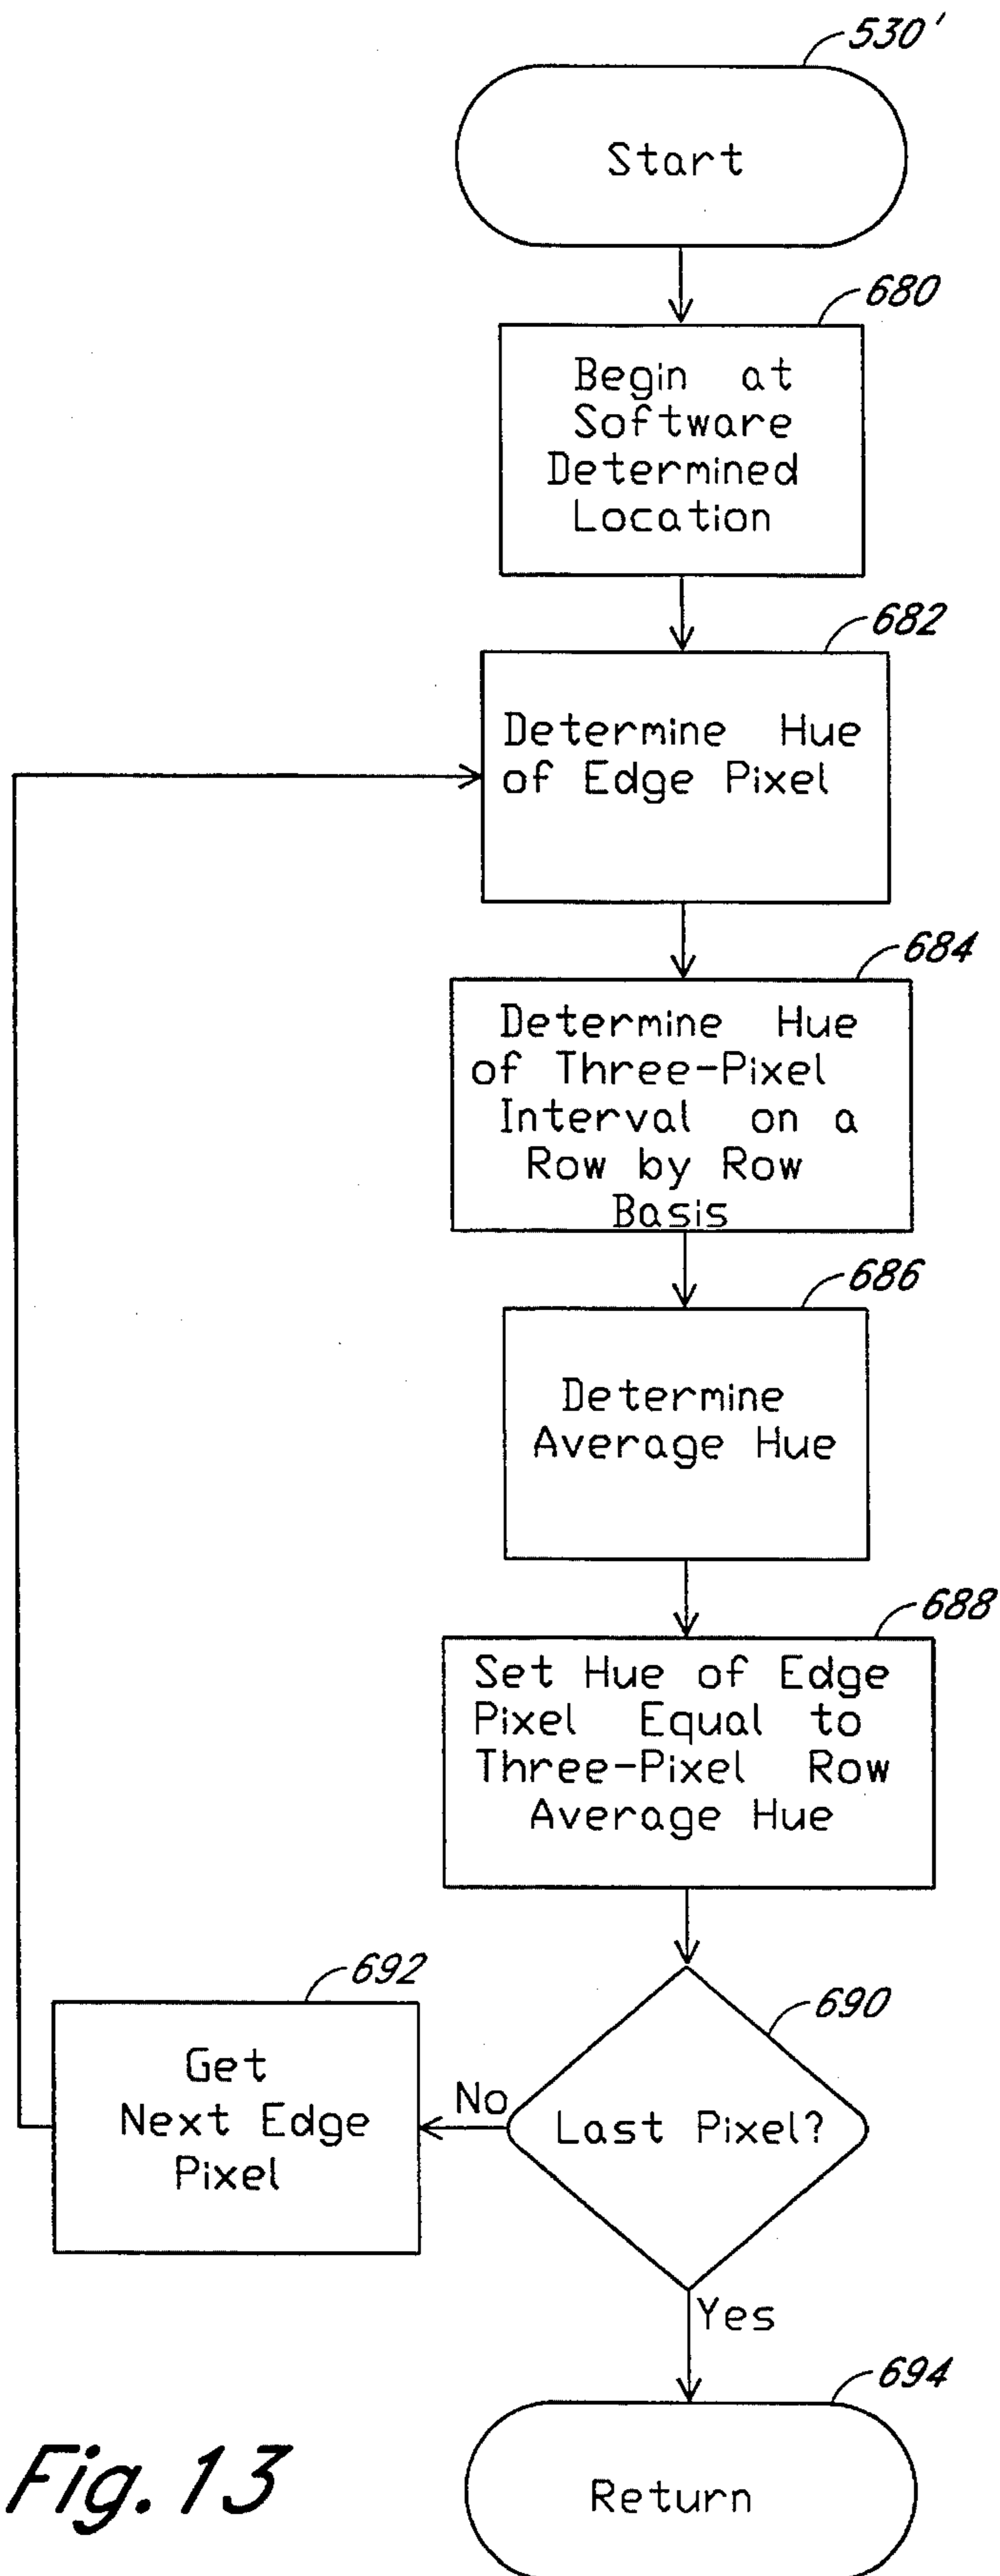 530'
Start
680
Begin at
Software
Determined
Location
682
Determine Hue
of Edge Pixel
684
Determine Hue
of Three-Pixel
Interval on a
Row by Row
Basis
686
Determine
Average Hue
688
Set Hue of Edge
Pixel Equal to
Three-Pixel Row
Average Hue
690
Last Pixel?
No
692
Get
Next Edge
Pixel
Yes
694
Return
Fig. 13